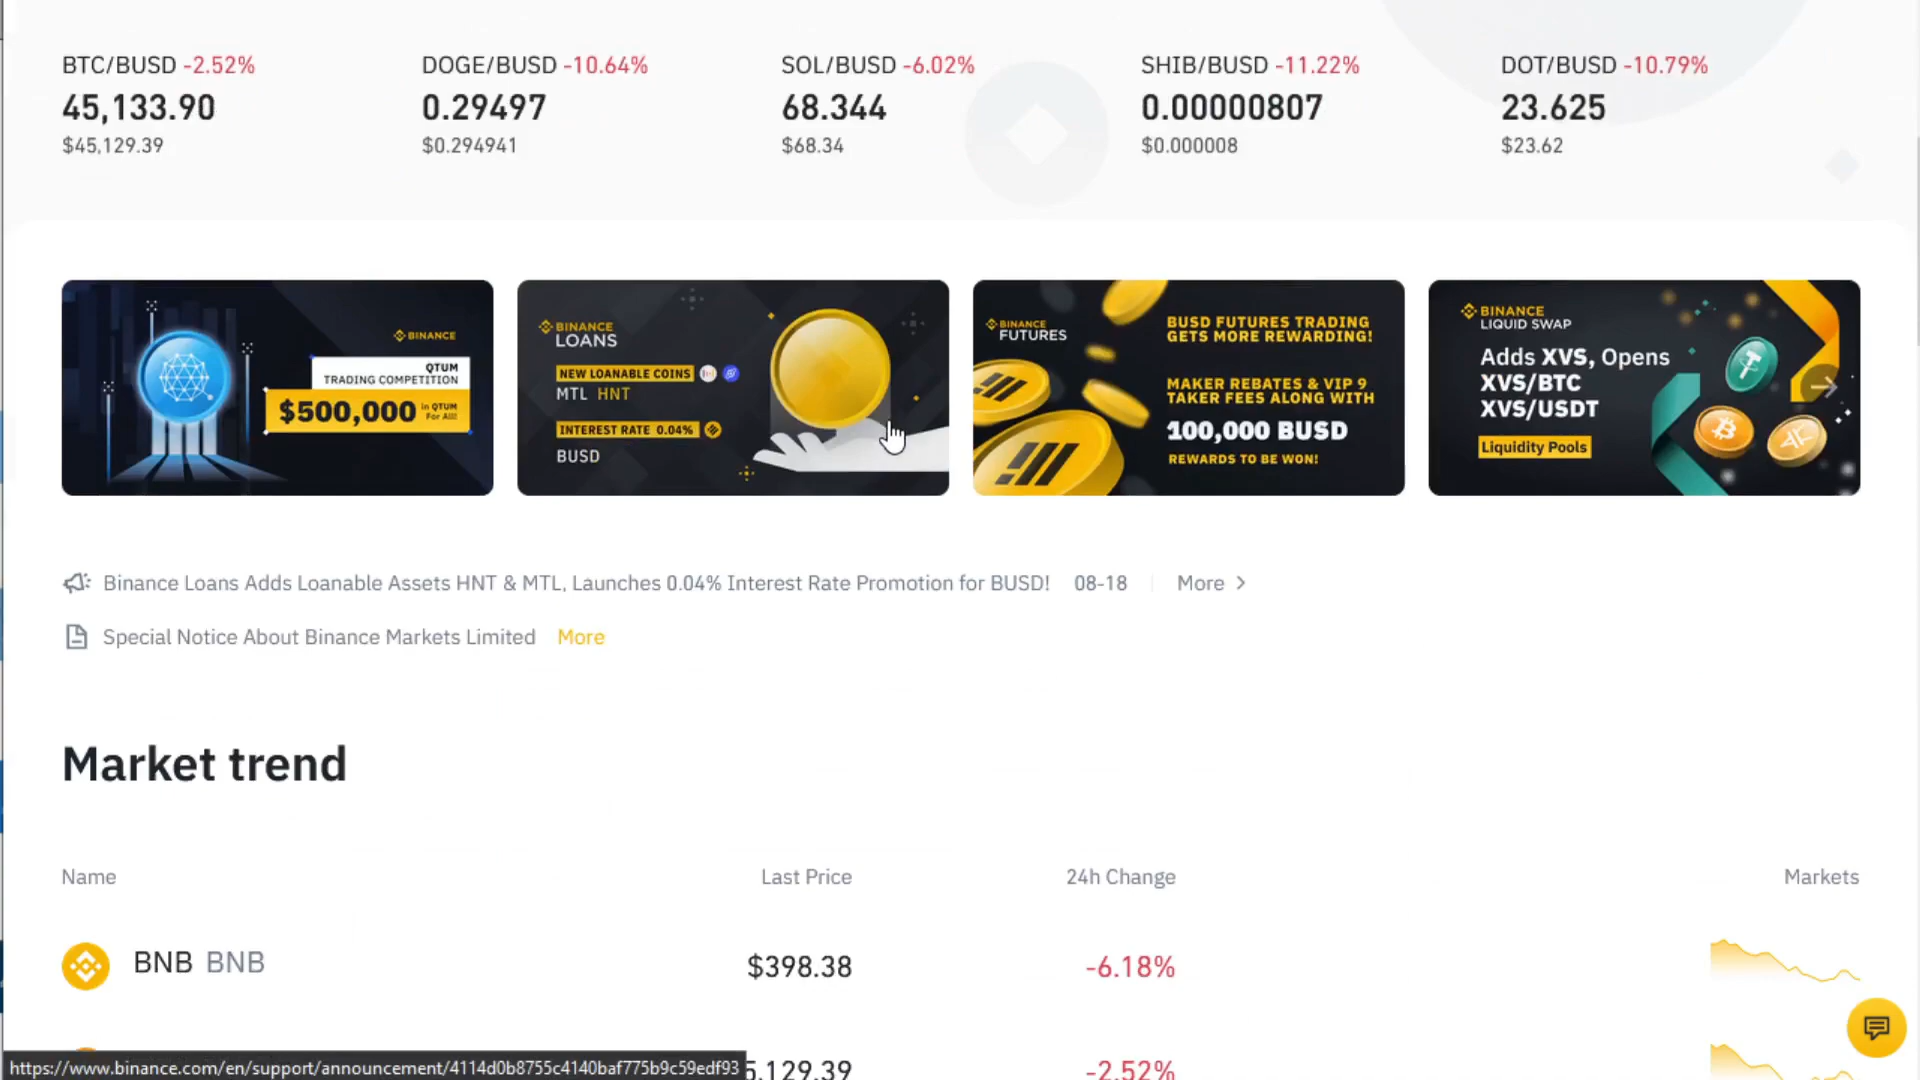 BTC/BUSD -2.52%
45,133.90
$45,129.39
DOGE/BUSD -10.64%
0.29497
$0.294941
SOL/BUSD -6.02%
68.344
$68.34
SHIB/BUSD -11.22%
0.00000807
$0.000008
DOT/BUSD -10.79%
23.625
$23.62
BINANCE
QTUM
TRADING COMPETITION
$500,000 in QTUM
For All!
BINANCE
LOANS
NEW LOANABLE COINS
MTL HNT
INTEREST RATE 0.04%
BUSD
BINANCE
FUTURES
BUSD FUTURES TRADING
GETS MORE REWARDING!
MAKER REBATES & VIP 9
TAKER FEES ALONG WITH
100,000 BUSD
REWARDS TO BE WON!
BINANCE
LIQUID SWAP
Adds XVS, Opens
XVS/BTC
XVS/USDT
Liquidity Pools
Binance Loans Adds Loanable Assets HNT & MTL, Launches 0.04% Interest Rate Promotion for BUSD! 08-18 More
Special Notice About Binance Markets Limited More
Market trend
Name Last Price 24h Change Markets
BNB BNB $398.38 -6.18%
5,129.39 -2.52%
https://www.binance.com/en/support/announcement/4114d0b8755c4140baf775b9c59edf93